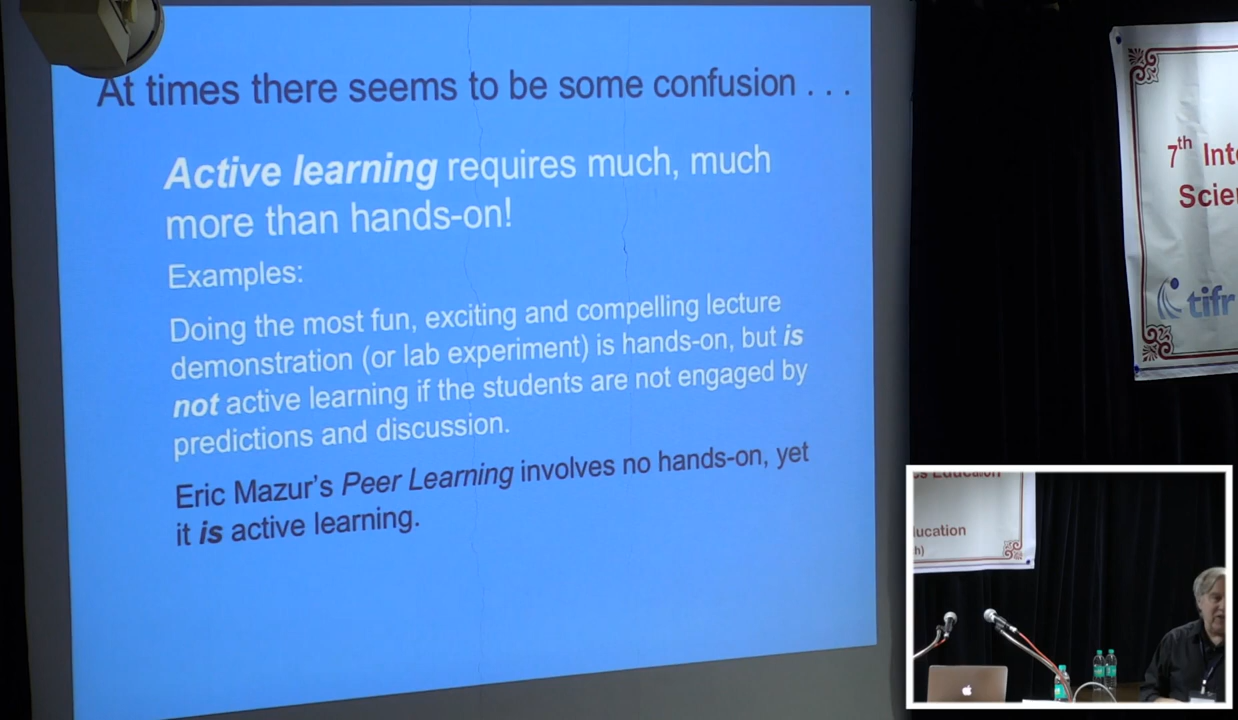 At times there seems to be some confusion . . .
Active learning requires much, much
more than hands-on!
Examples:
Doing the most fun, exciting and compelling lecture
demonstration (or lab experiment) is hands-on, but is
not active learning if the students are not engaged by
predictions and discussion.
Eric Mazur's Peer Learning involves no hands-on, yet
it is active learning.
7th Inte
Scien
tifr
cs Education
ducation
h)